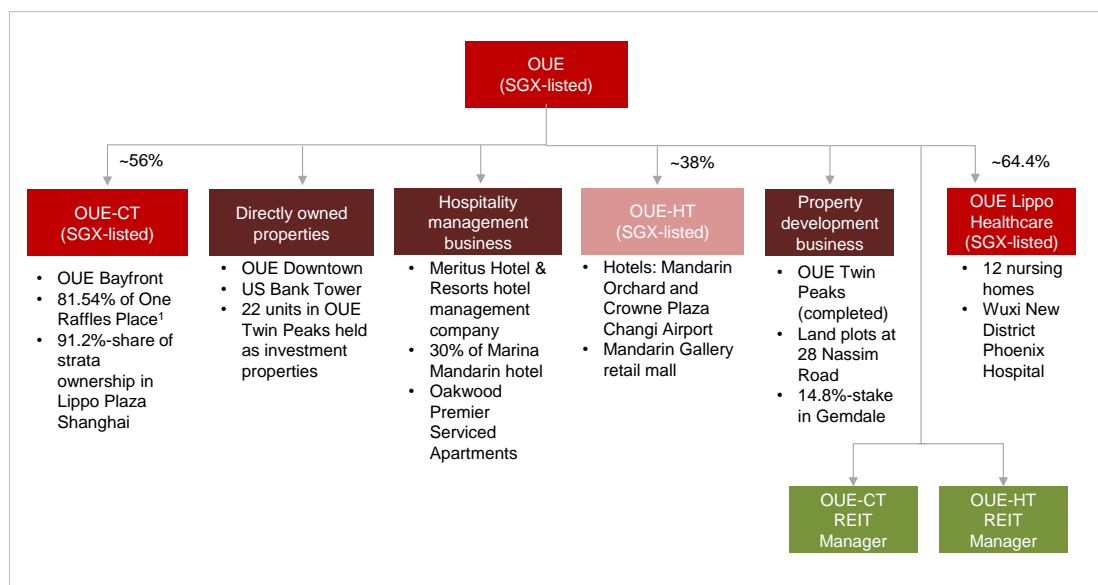 OUE
(SGX-listed)
~56%
~38%
~64.4%
OUE-CT
(SGX-listed)
• OUE Bayfront
• 81.54% of One
Raffles Place¹
• 91.2%-share of
strata
ownership in
Lippo Plaza
Shanghai
Directly owned
properties
• OUE Downtown
• US Bank Tower
• 22 units in OUE
Twin Peaks held
as investment
properties
Hospitality
management
business
• Meritus Hotel &
Resorts hotel
management
company
• 30% of Marina
Mandarin hotel
• Oakwood
Premier
Serviced
Apartments
OUE-HT
(SGX-listed)
• Hotels: Mandarin
Orchard and
Crowne Plaza
Changi Airport
• Mandarin Gallery
retail mall
Property
development
business
• OUE Twin
Peaks
(completed)
• Land plots at
28 Nassim
Road
• 14.8%-stake
in Gemdale
OUE Lippo
Healthcare
(SGX-listed)
• 12 nursing
homes
• Wuxi New
District
Phoenix
Hospital
OUE-CT
REIT
Manager
OUE-HT
REIT
Manager